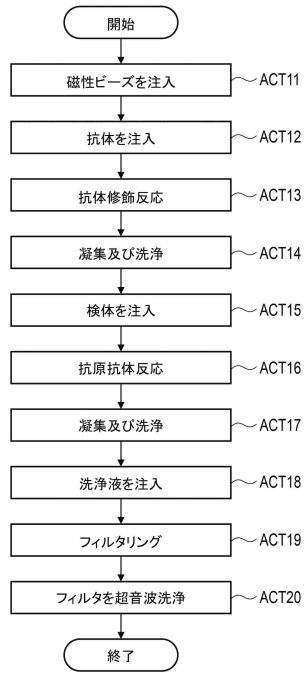 開始
磁性ビーズを注入 ACT11
抗体を注入 ACT12
抗体修飾反応 ACT13
凝集及び洗浄 ACT14
検体を注入 ACT15
抗原抗体反応 ACT16
凝集及び洗浄 ACT17
洗浄液を注入 ACT18
フィルタリング ACT19
フィルタを超音波洗浄 ACT20
終了